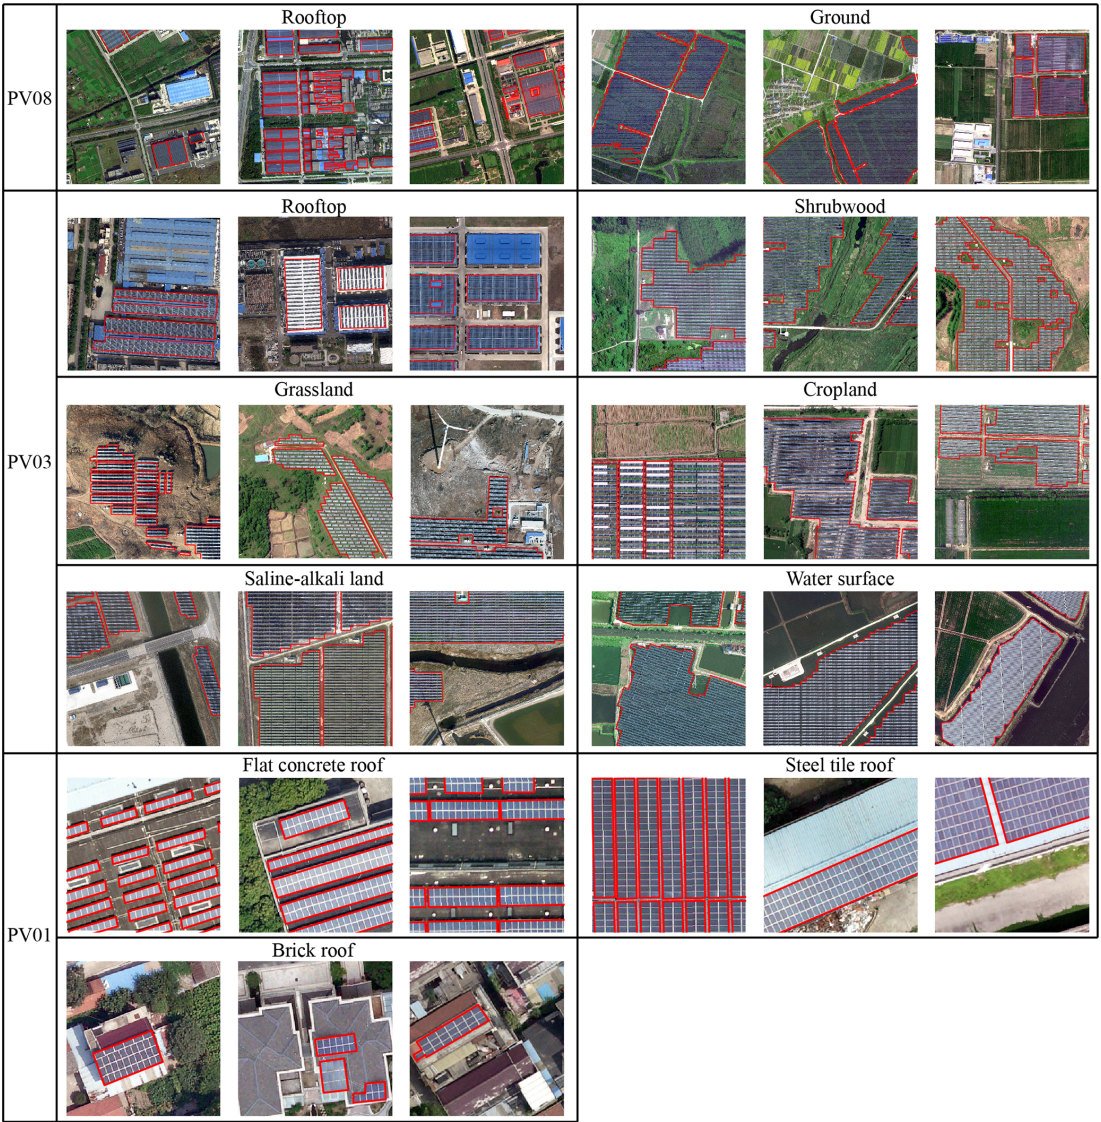 Rooftop
Ground
PV08
Rooftop
Shrubwood
Grassland
Cropland
PV03
Saline-alkali land
Water surface
Flat concrete roof
Steel tile roof
PV01
Brick roof